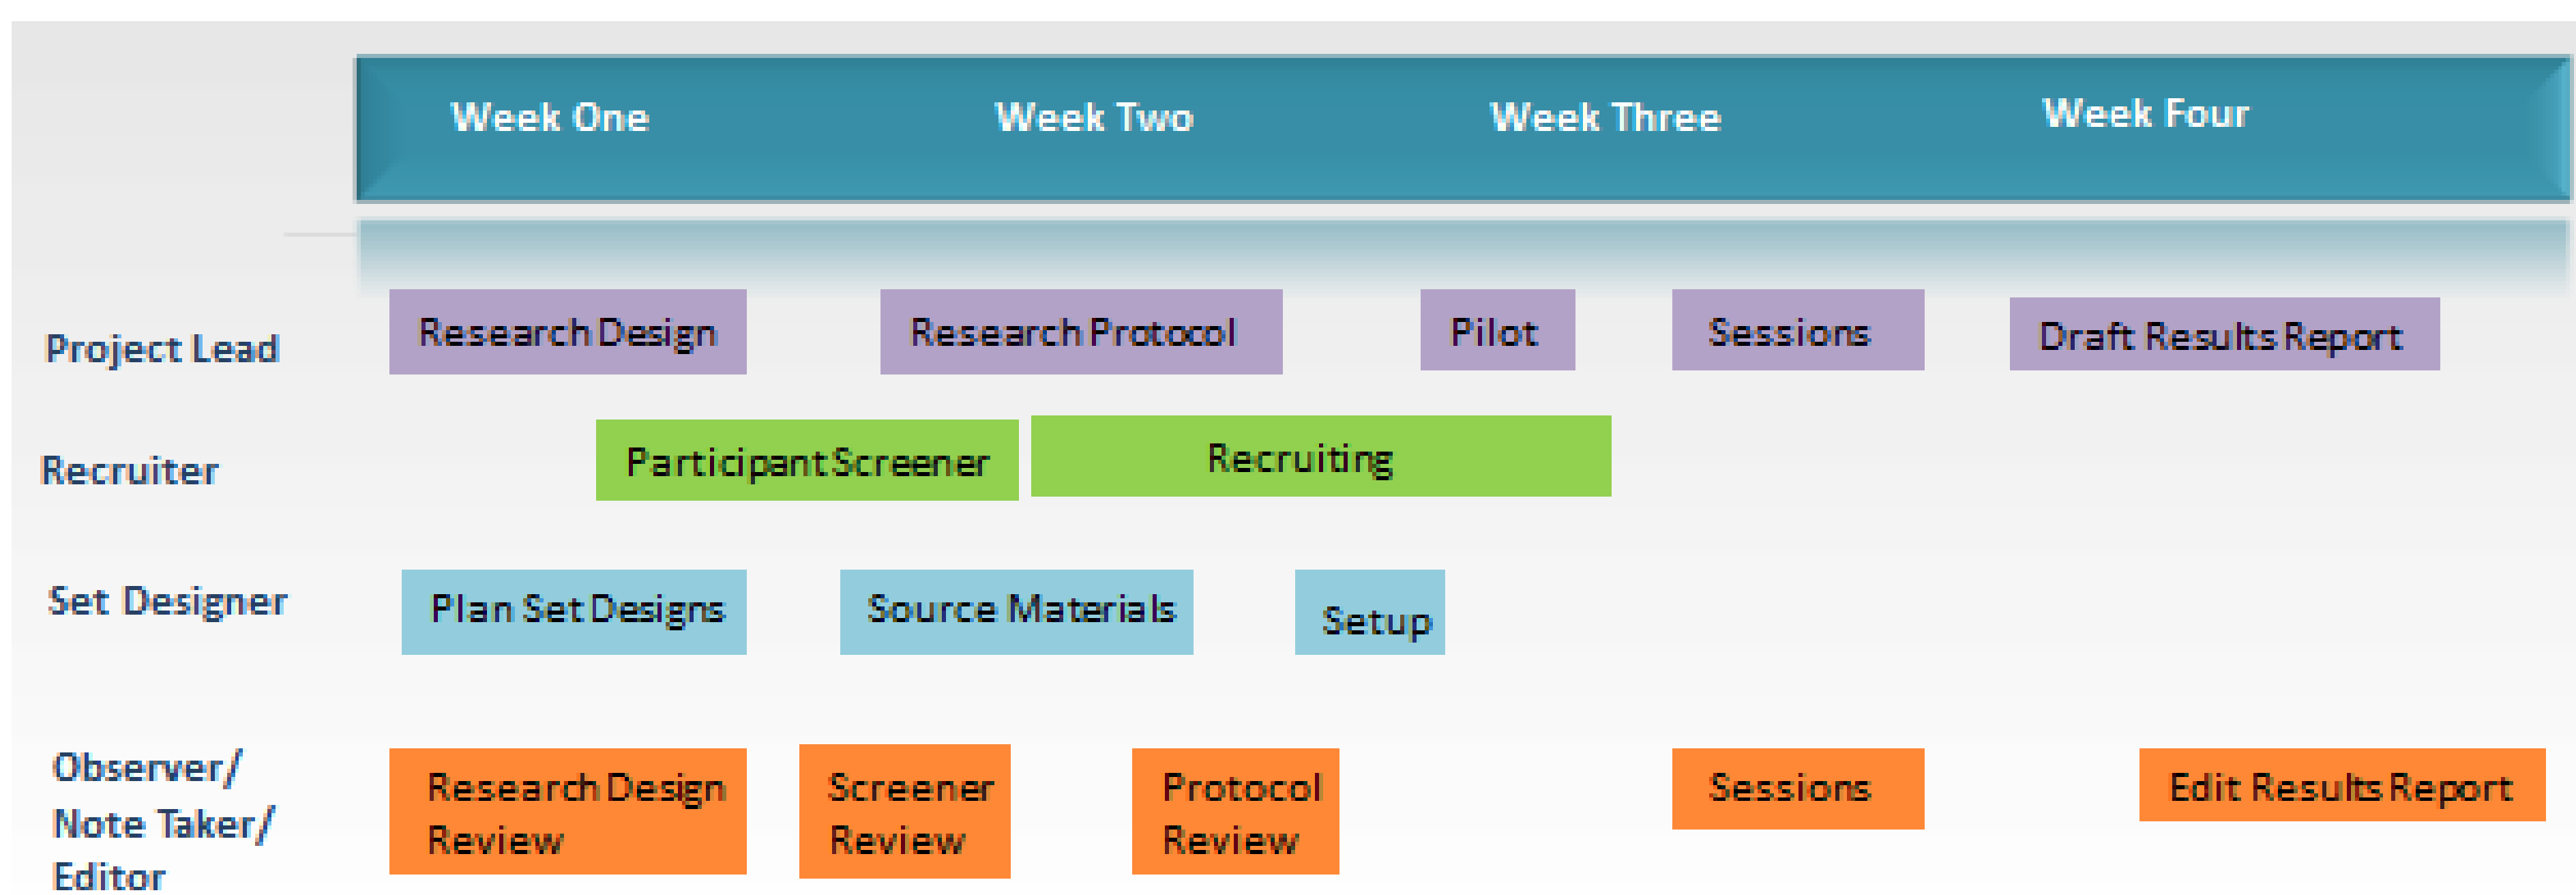 Week One
Week Two
Week Three
Week Four
Project Lead
Research Design
Research Protocol
Pilot
Sessions
Draft Results Report
Recruiter
Participant Screener
Recruiting
Set Designer
Plan Set Designs
Source Materials
Setup
Observer/
Note Taker/
Editor
Research Design
Review
Screener
Review
Protocol
Review
Sessions
Edit Results Report